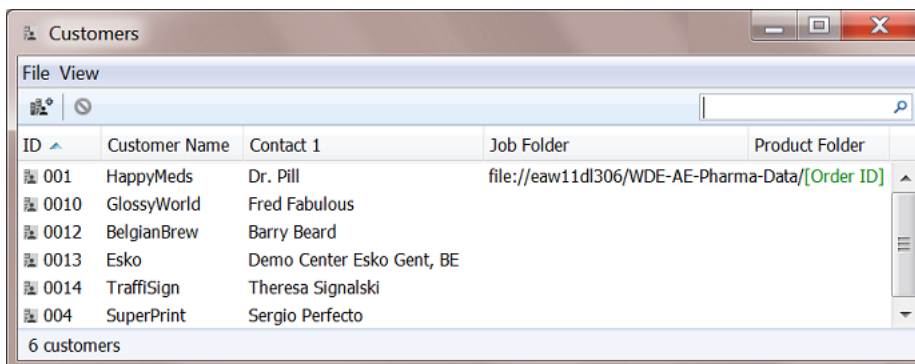 Customers
File View
ID Customer Name Contact 1 Job Folder Product Folder
001 HappyMeds Dr. Pill file://eaw11dl306/WDE-AE-Pharma-Data/[Order ID]
0010 GlossyWorld Fred Fabulous
0012 BelgianBrew Barry Beard
0013 Esko Demo Center Esko Gent, BE
0014 TraffiSign Theresa Signalski
004 SuperPrint Sergio Perfecto
6 customers